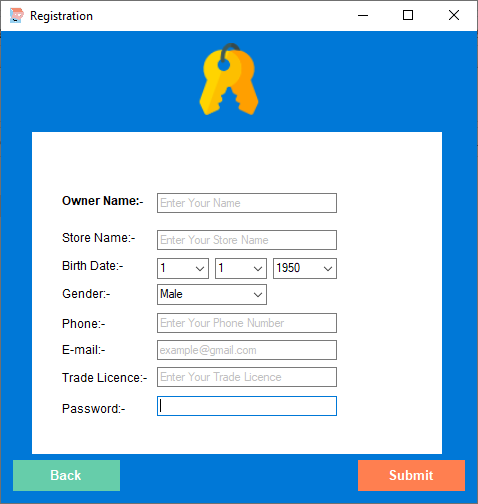 Registration
Owner Name:- Enter Your Name
Store Name:- Enter Your Store Name
Birth Date:- 1 1 1950
Gender:- Male
Phone:- Enter Your Phone Number
E-mail:- example@gmail.com
Trade Licence:- Enter Your Trade Licence
Password:-
Back Submit